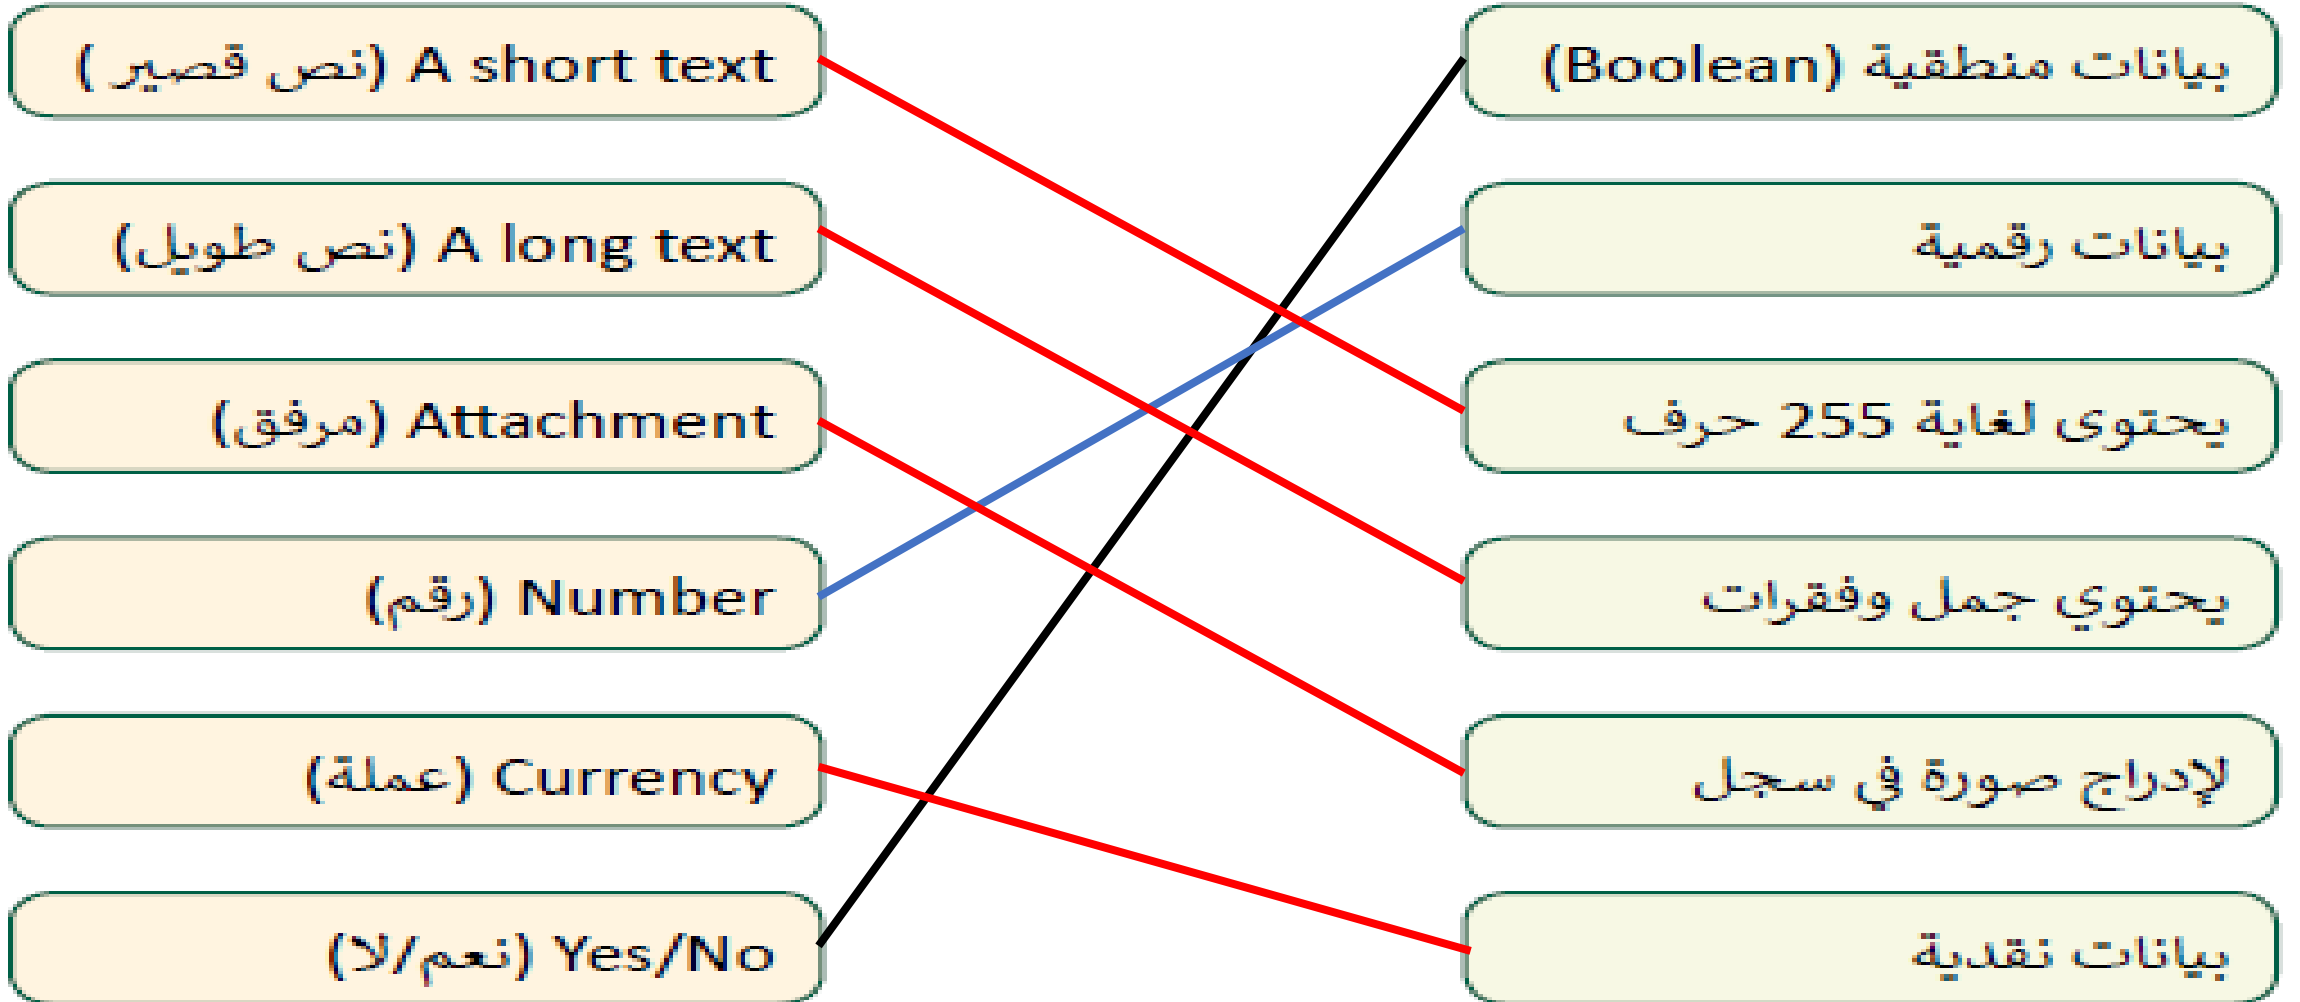 بيانات منطقية (Boolean)
بيانات رقمية
يحتوى لغاية 255 حرف
يحتوي جمل وفقرات
لإدراج صورة في سجل
بيانات نقدية
A short text (نص قصير )
A long text (نص طويل)
Attachment (مرفق)
Number (رقم)
Currency (عملة)
Yes/No (نعم/لا)